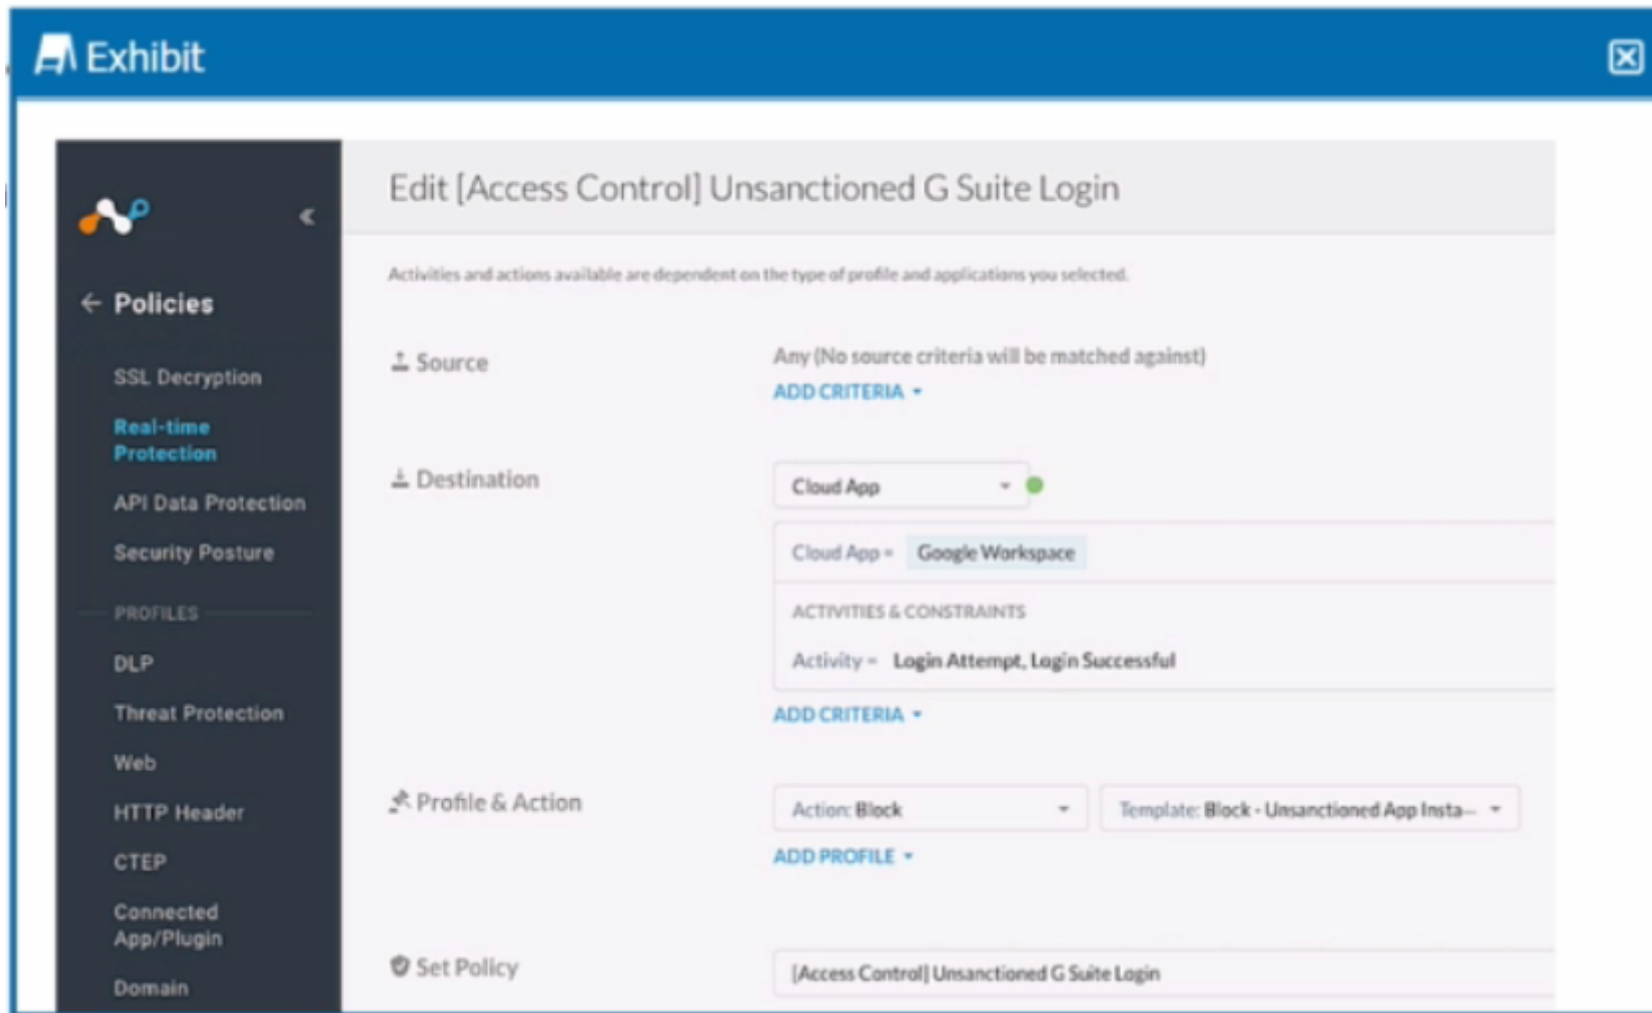 Exhibit
Edit [Access Control] Unsanctioned G Suite Login
Activities and actions available are dependent on the type of profile and applications you selected.
Policies
SSL Decryption
Real-time
Protection
API Data Protection
Security Posture
PROFILES
DLP
Threat Protection
Web
HTTP Header
CTEP
Connected
App/Plugin
Domain
Source
Any (No source criteria will be matched against)
ADD CRITERIA
Destination
Cloud App
Cloud App = Google Workspace
ACTIVITIES & CONSTRAINTS
Activity = Login Attempt, Login Successful
ADD CRITERIA
Profile & Action
Action: Block
Template: Block - Unsanctioned App Insta...
ADD PROFILE
Set Policy
[Access Control] Unsanctioned G Suite Login